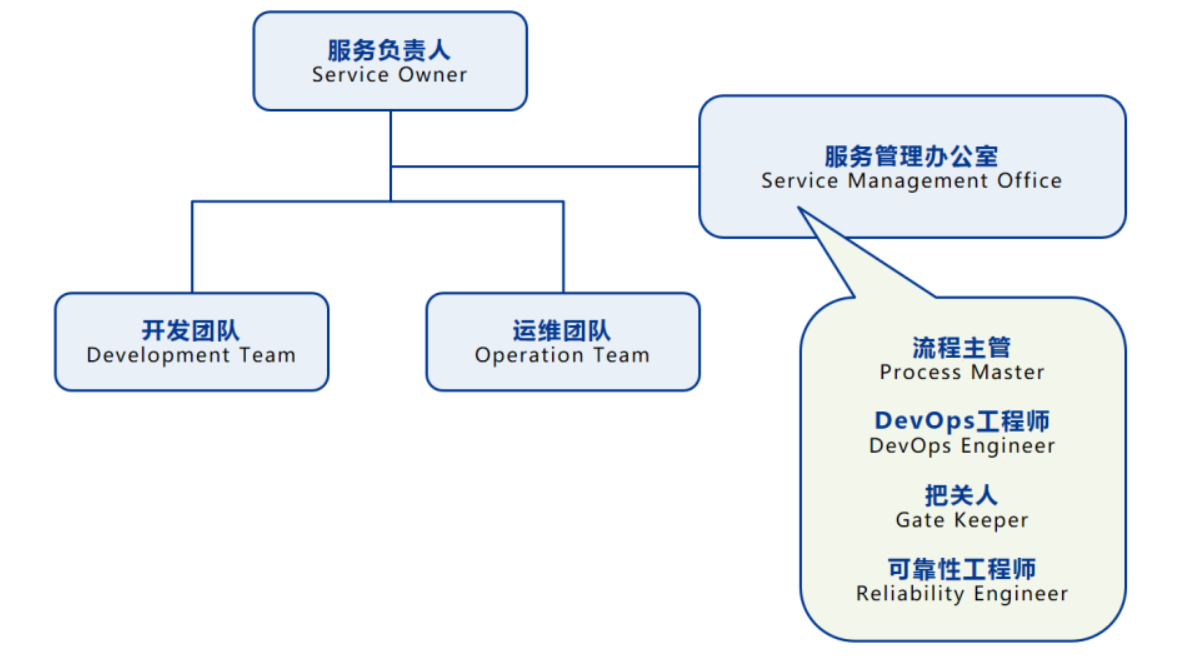 服务负责人
Service Owner
服务管理办公室
Service Management Office
开发团队
Development Team
运维团队
Operation Team
流程主管
Process Master
DevOps工程师
DevOps Engineer
把关人
Gate Keeper
可靠性工程师
Reliability Engineer